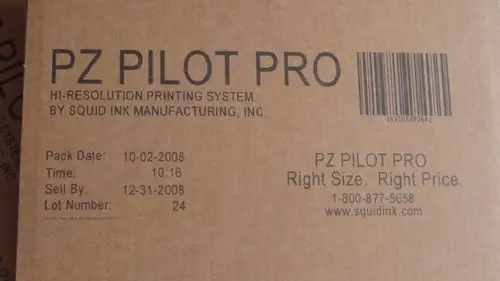 PZ PILOT PRO
HI-RESOLUTION PRINTING SYSTEM
BY SQUID INK MANUFACTURING, INC.
Pack Date: 10-02-2008
Time: 10:16
Sell By: 12-31-2008
Lot Number: 24
PZ PILOT PRO
Right Size. Right Price.
1-800-877-5658
www.squidink.com